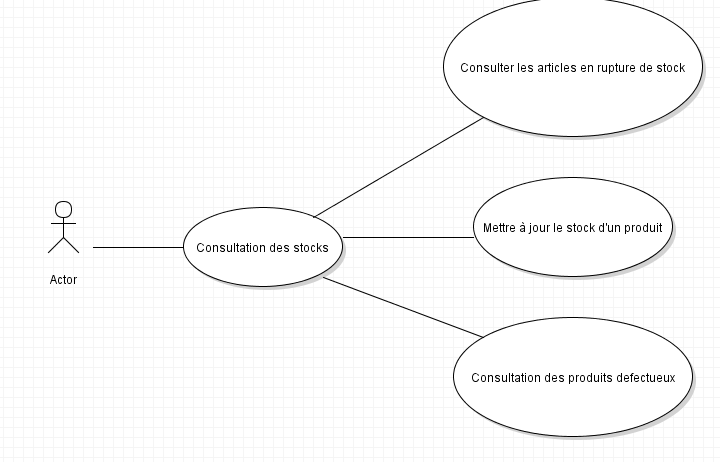 Consulter les articles en rupture de stock
Mettre à jour le stock d'un produit
Consultation des stocks
Actor
Consultation des produits defectueux